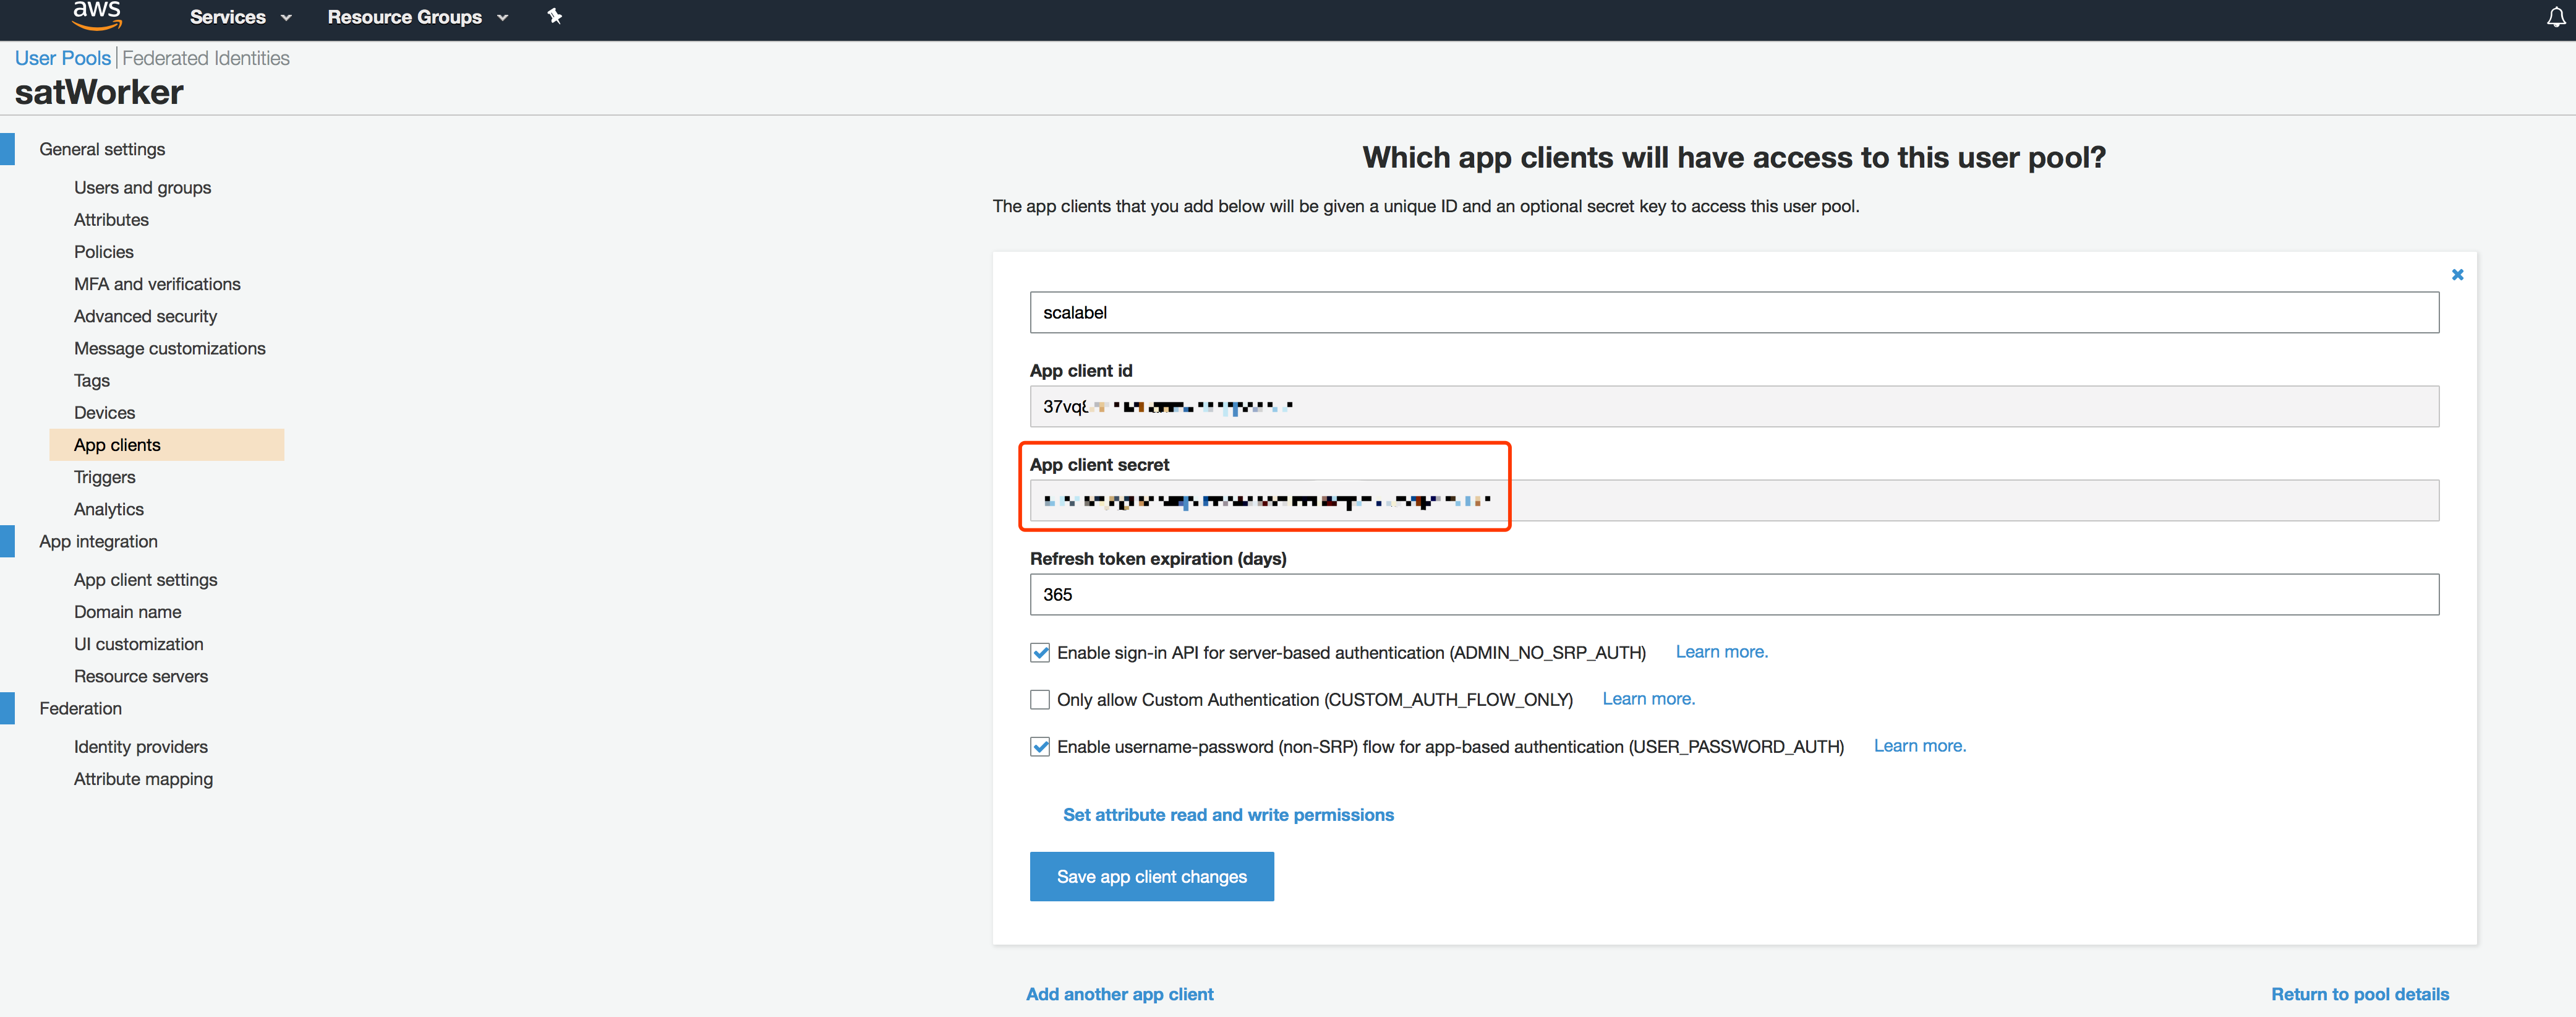 aws
Services
Resource Groups
User Pools
Federated Identities
satWorker
General settings
Users and groups
Attributes
Policies
MFA and verifications
Advanced security
Message customizations
Tags
Devices
App clients
Triggers
Analytics
App integration
App client settings
Domain name
UI customization
Resource servers
Federation
Identity providers
Attribute mapping
Which app clients will have access to this user pool?
The app clients that you add below will be given a unique ID and an optional secret key to access this user pool.
scalabel
App client id
App client secret
Refresh token expiration (days)
365
Enable sign-in API for server-based authentication (ADMIN_NO_SRP_AUTH) Learn more.
Only allow Custom Authentication (CUSTOM_AUTH_FLOW_ONLY) Learn more.
Enable username-password (non-SRP) flow for app-based authentication (USER_PASSWORD_AUTH) Learn more.
Set attribute read and write permissions
Save app client changes
Add another app client
Return to pool details